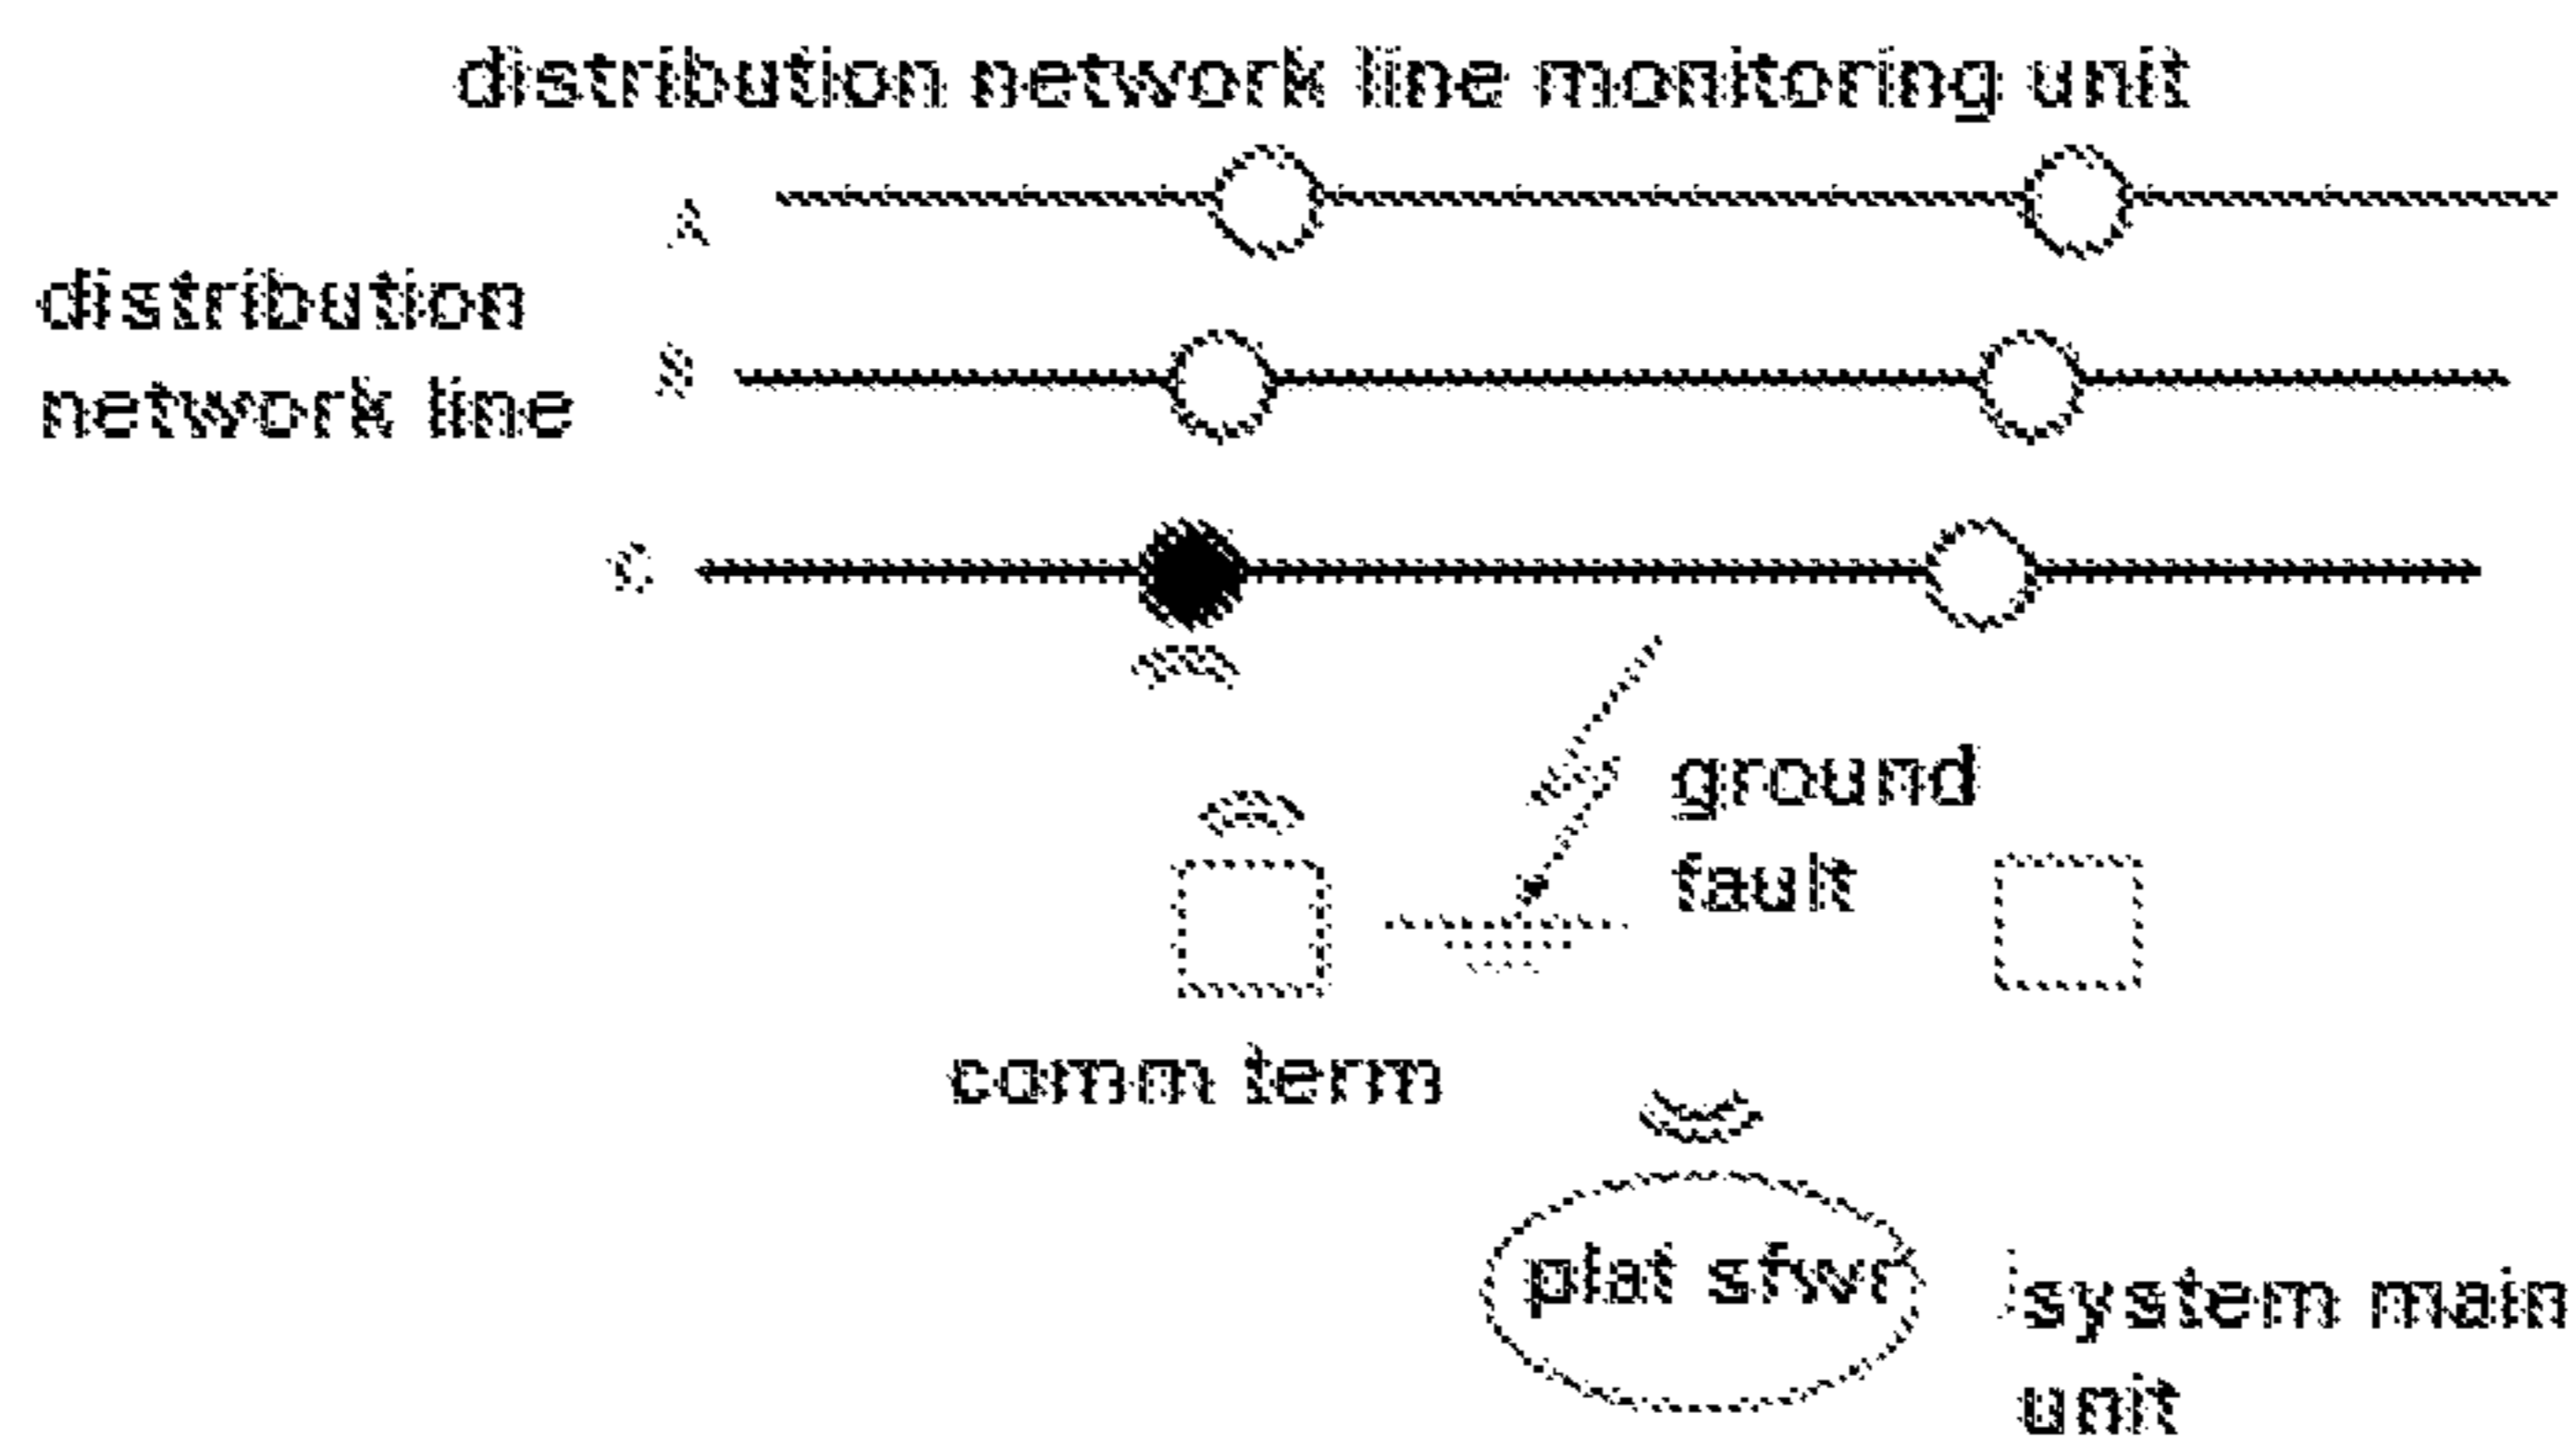 distribution network line monitoring unit
A
distribution
network line
B
C
ground
fault
comm term
plat sfwr
system main
unit